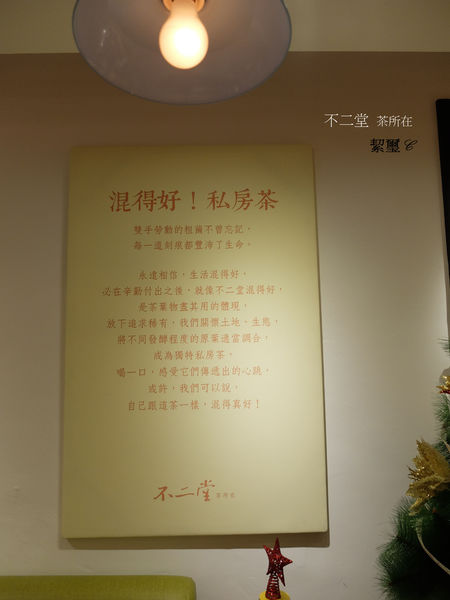 不二堂 茶所在
絜璽 C
混得好！私房茶
雙手勞動的粗繭不曾忘記，
每一道刻痕都豐沛了生命。
永遠相信，生活混得好，
必在辛勤付出之後，就像不二堂混得好，
是茶葉物盡其用的體現，
放下追求稀有，我們關懷土地、生態，
將不同發酵程度的原葉適當調合，
成為獨特私房茶。
喝一口，感受它們傳遞出的心跳，
或許，我們可以說，
自己跟這茶一樣，混得真好！
不二堂 茶所在